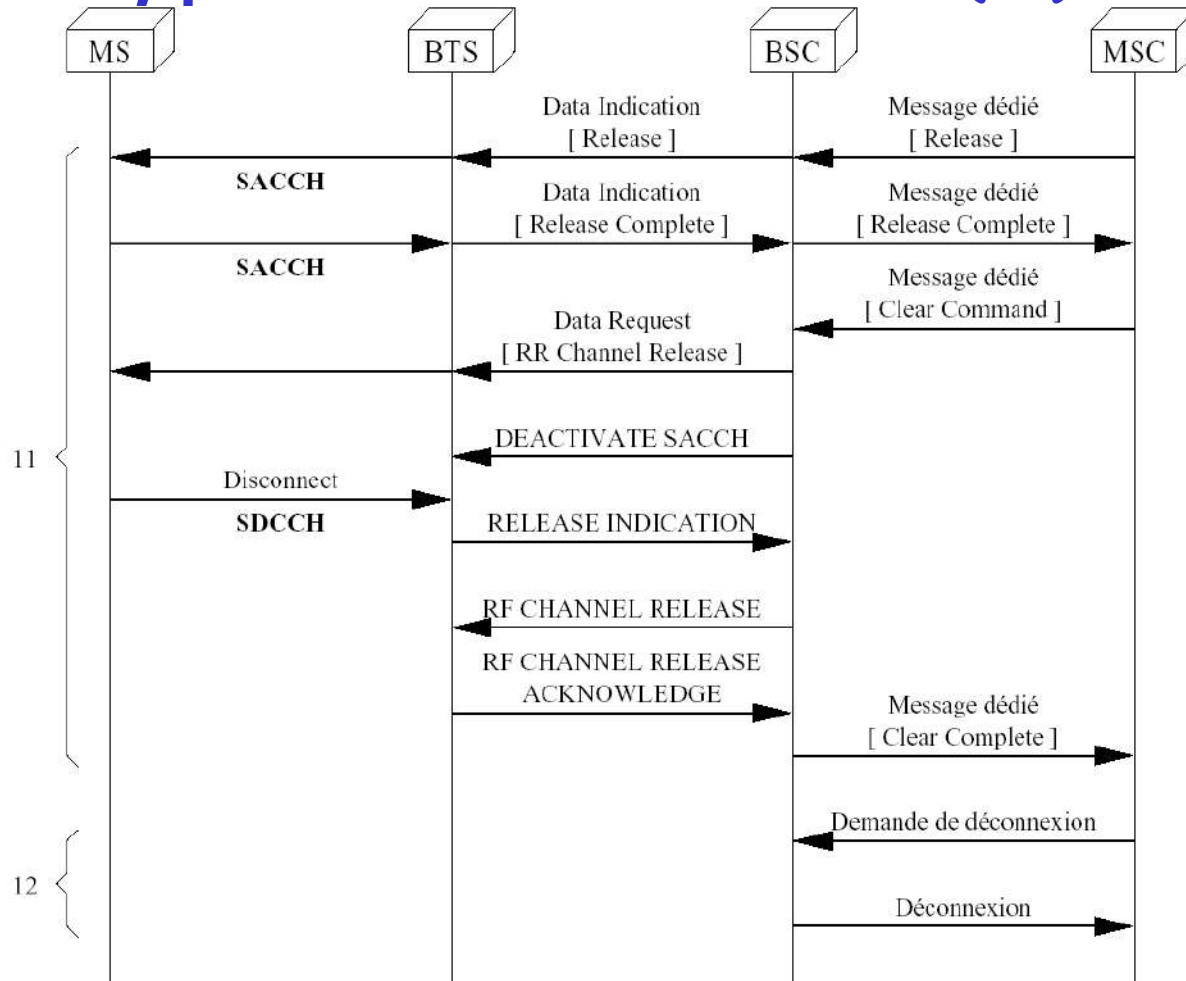 MS BTS BSC MSC
Data Indication Message dédié
[ Release ] [ Release ]
SACCH
Data Indication Message dédié
[ Release Complete ] [ Release Complete ]
SACCH
Message dédié
[ Clear Command ]
Data Request
[ RR Channel Release ]
DEACTIVATE SACCH
11
Disconnect
SDCCH
RELEASE INDICATION
RF CHANNEL RELEASE
RF CHANNEL RELEASE
ACKNOWLEDGE
Message dédié
[ Clear Complete ]
Demande de déconnexion
12
Déconnexion